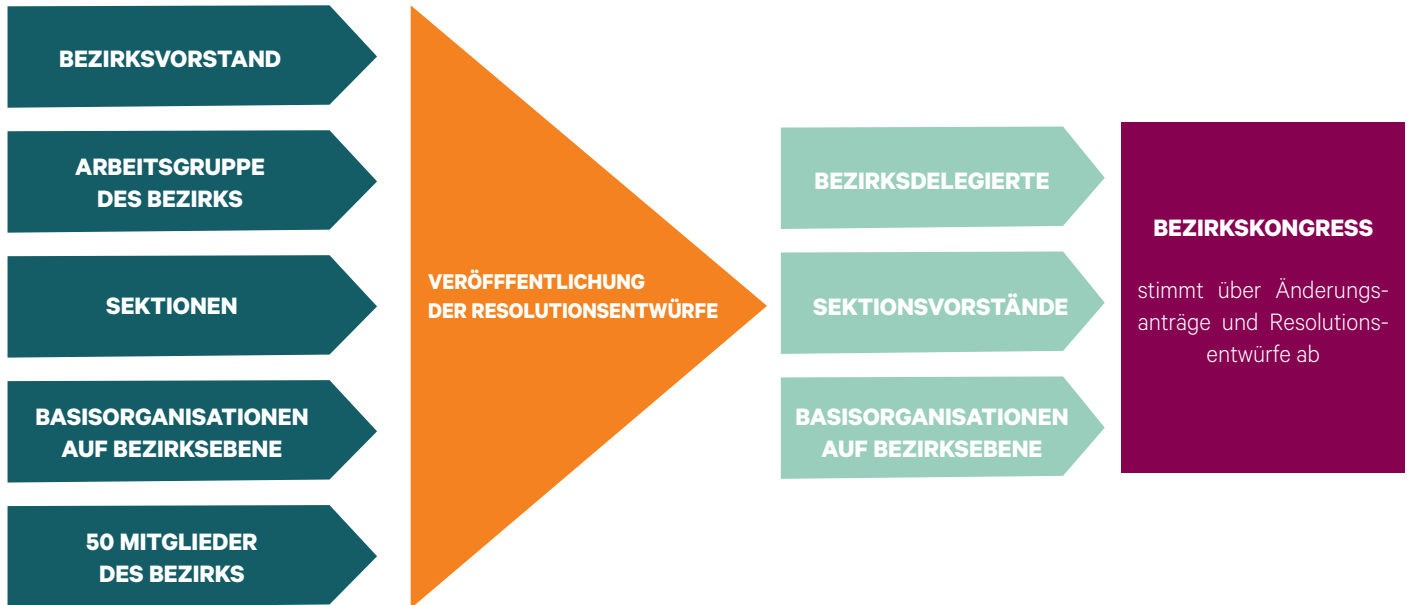 BEZIRKSVORSTAND
ARBEITSGRUPPE
DES BEZIRKS
SEKTIONEN
BASISORGANISATIONEN
AUF BEZIRKSEBENE
50 MITGLIEDER
DES BEZIRKS
VERÖFFFENTLICHUNG
DER RESOLUTIONSENTWÜRFE
BEZIRKSDELEGIERTE
SEKTIONSVORSTÄNDE
BASISORGANISATIONEN
AUF BEZIRKSEBENE
BEZIRKSKONGRESS
stimmt über Änderungs-
anträge und Resolutions-
entwürfe ab